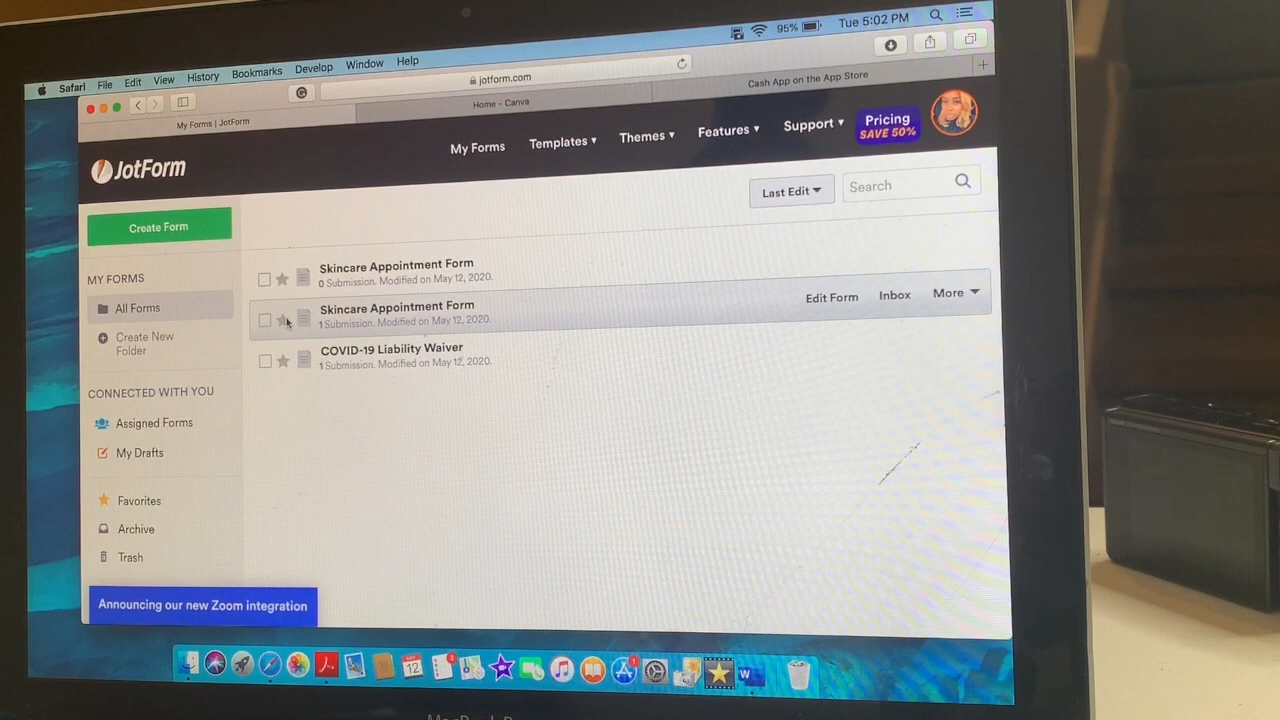 Safari File Edit View History Bookmarks Develop Window Help 95% Tue 5:02 PM
jotform.com
My Forms | JotForm Home – Canva Cash App on the App Store
JotForm My Forms Templates Themes Features Support Pricing
SAVE 50%
Last Edit Search
Create Form
MY FORMS
All Forms
Create New
Folder
CONNECTED WITH YOU
Assigned Forms
My Drafts
Favorites
Archive
Trash
Announcing our new Zoom integration
Skincare Appointment Form
0 Submission. Modified on May 12, 2020.
Skincare Appointment Form
1 Submission. Modified on May 12, 2020.
Edit Form Inbox More
COVID-19 Liability Waiver
1 Submission. Modified on May 12, 2020.
12
W